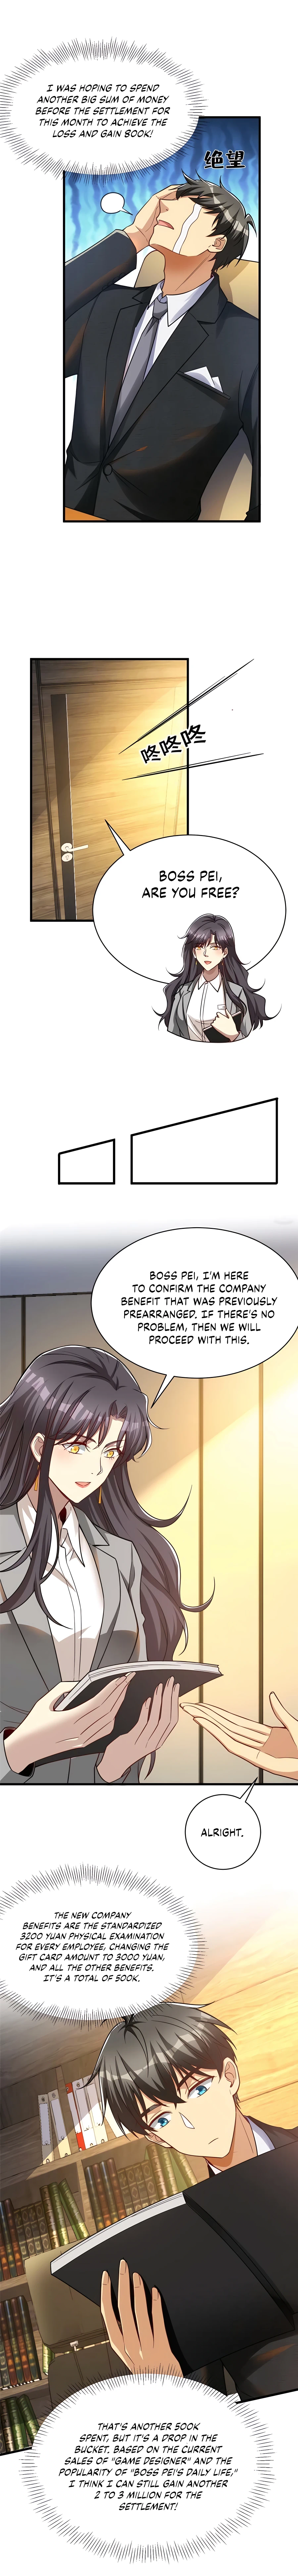 I WAS HOPING TO SPEND
ANOTHER BIG SUM OF MONEY
BEFORE THE SETTLEMENT FOR
THIS MONTH TO ACHIEVE THE
LOSS AND GAIN BOOK!
绝望
咚咚咚
BOSS PEI,
ARE YOU FREE?
BOSS PEI, I'M HERE
TO CONFIRM THE COMPANY
BENEFIT THAT WAS PREVIOUSLY
PREARRANGED. IF THERE'S NO
PROBLEM, THEN WE WILL
PROCEED WITH THIS.
ALRIGHT.
THE NEW COMPANY
BENEFITS ARE THE STANDARDIZED
3200 YUAN PHYSICAL EXAMINATION
FOR EVERY EMPLOYEE, CHANGING THE
GIFT CARD AMOUNT TO 3000 YUAN,
AND ALL THE OTHER BENEFITS.
IT'S A TOTAL OF 500K.
THAT'S ANOTHER 500K
SPENT, BUT IT'S A DROP IN THE
BUCKET. BASED ON THE CURRENT
SALES OF "GAME DESIGNER" AND THE
POPULARITY OF "BOSS PEI'S DAILY LIFE,"
I THINK I CAN STILL GAIN ANOTHER
2 TO 3 MILLION FOR THE
SETTLEMENT!